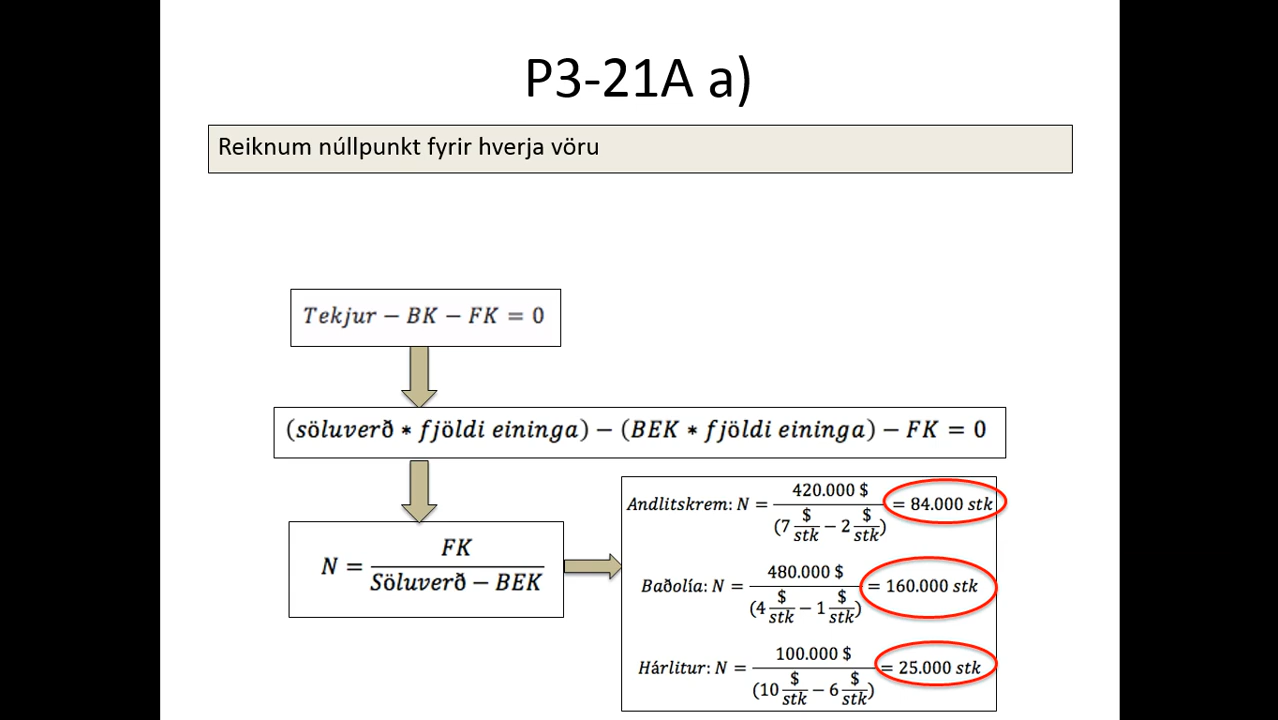 P3-21A a)
Reiknum núllpunkt fyrir hverja vöru
Tekjur − BK − FK = 0
(söluverð ∗ fjöldi eininga) − (BEK ∗ fjöldi eininga) − FK = 0
N = FK / (Söluverð − BEK)
Andlitskrem: N = 420.000 $ / (7 $/stk − 2 $/stk) = 84.000 stk
Baðolía: N = 480.000 $ / (4 $/stk − 1 $/stk) = 160.000 stk
Hárlitur: N = 100.000 $ / (10 $/stk − 6 $/stk) = 25.000 stk